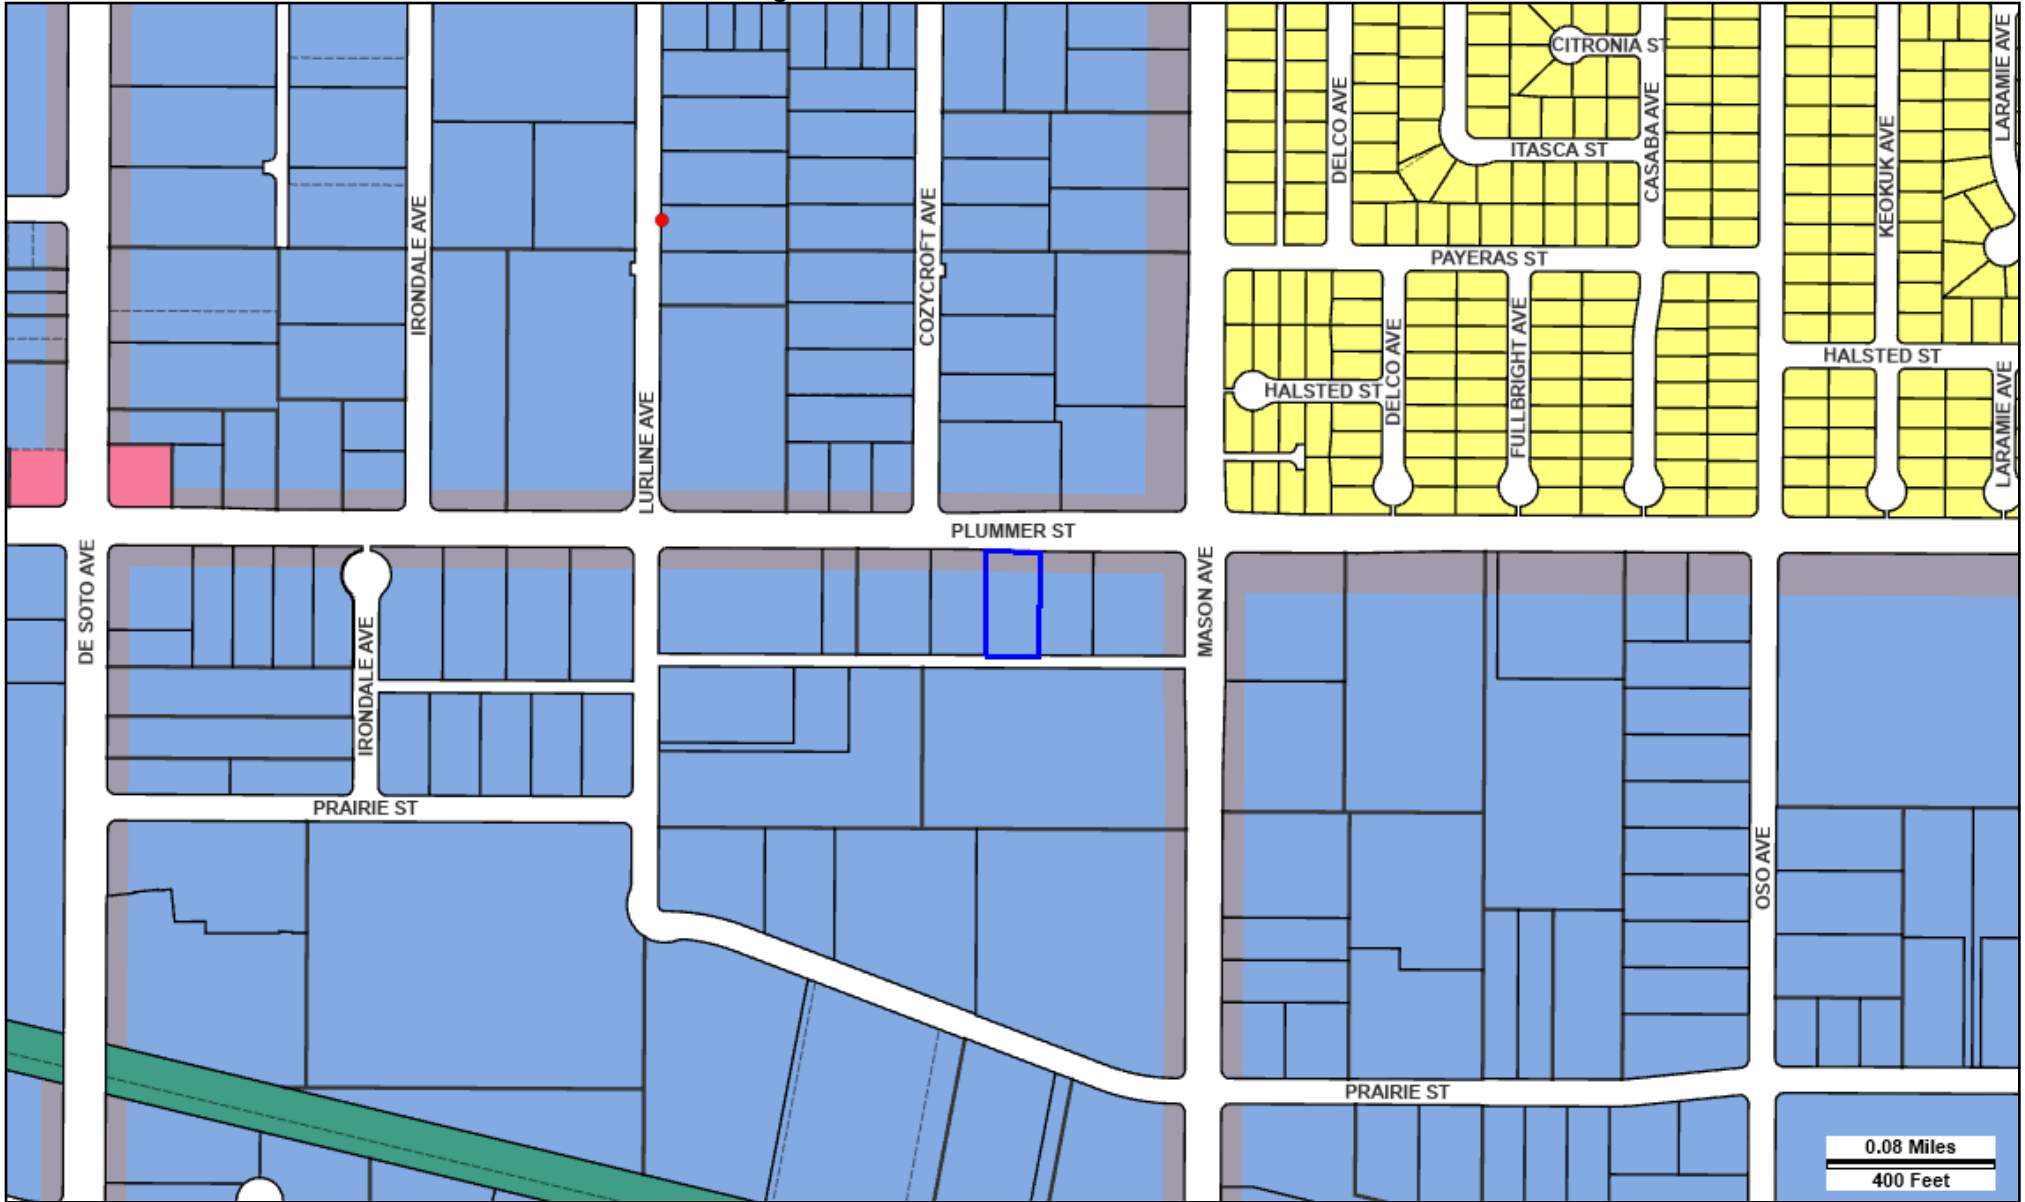 CITRONIA ST
LARAMIE AVE
DELCO AVE
CASABA AVE
ITASCA ST
KEOKUK AVE
IRONDALE AVE
COZYCROFT AVE
PAYERAS ST
HALSTED ST
FULLBRIGHT AVE
DELCO AVE
HALSTED ST
LARAMIE AVE
LURLINE AVE
PLUMMER ST
DE SOTO AVE
MASON AVE
IRONDALE AVE
PRAIRIE ST
OSO AVE
PRAIRIE ST
0.08 Miles
400 Feet